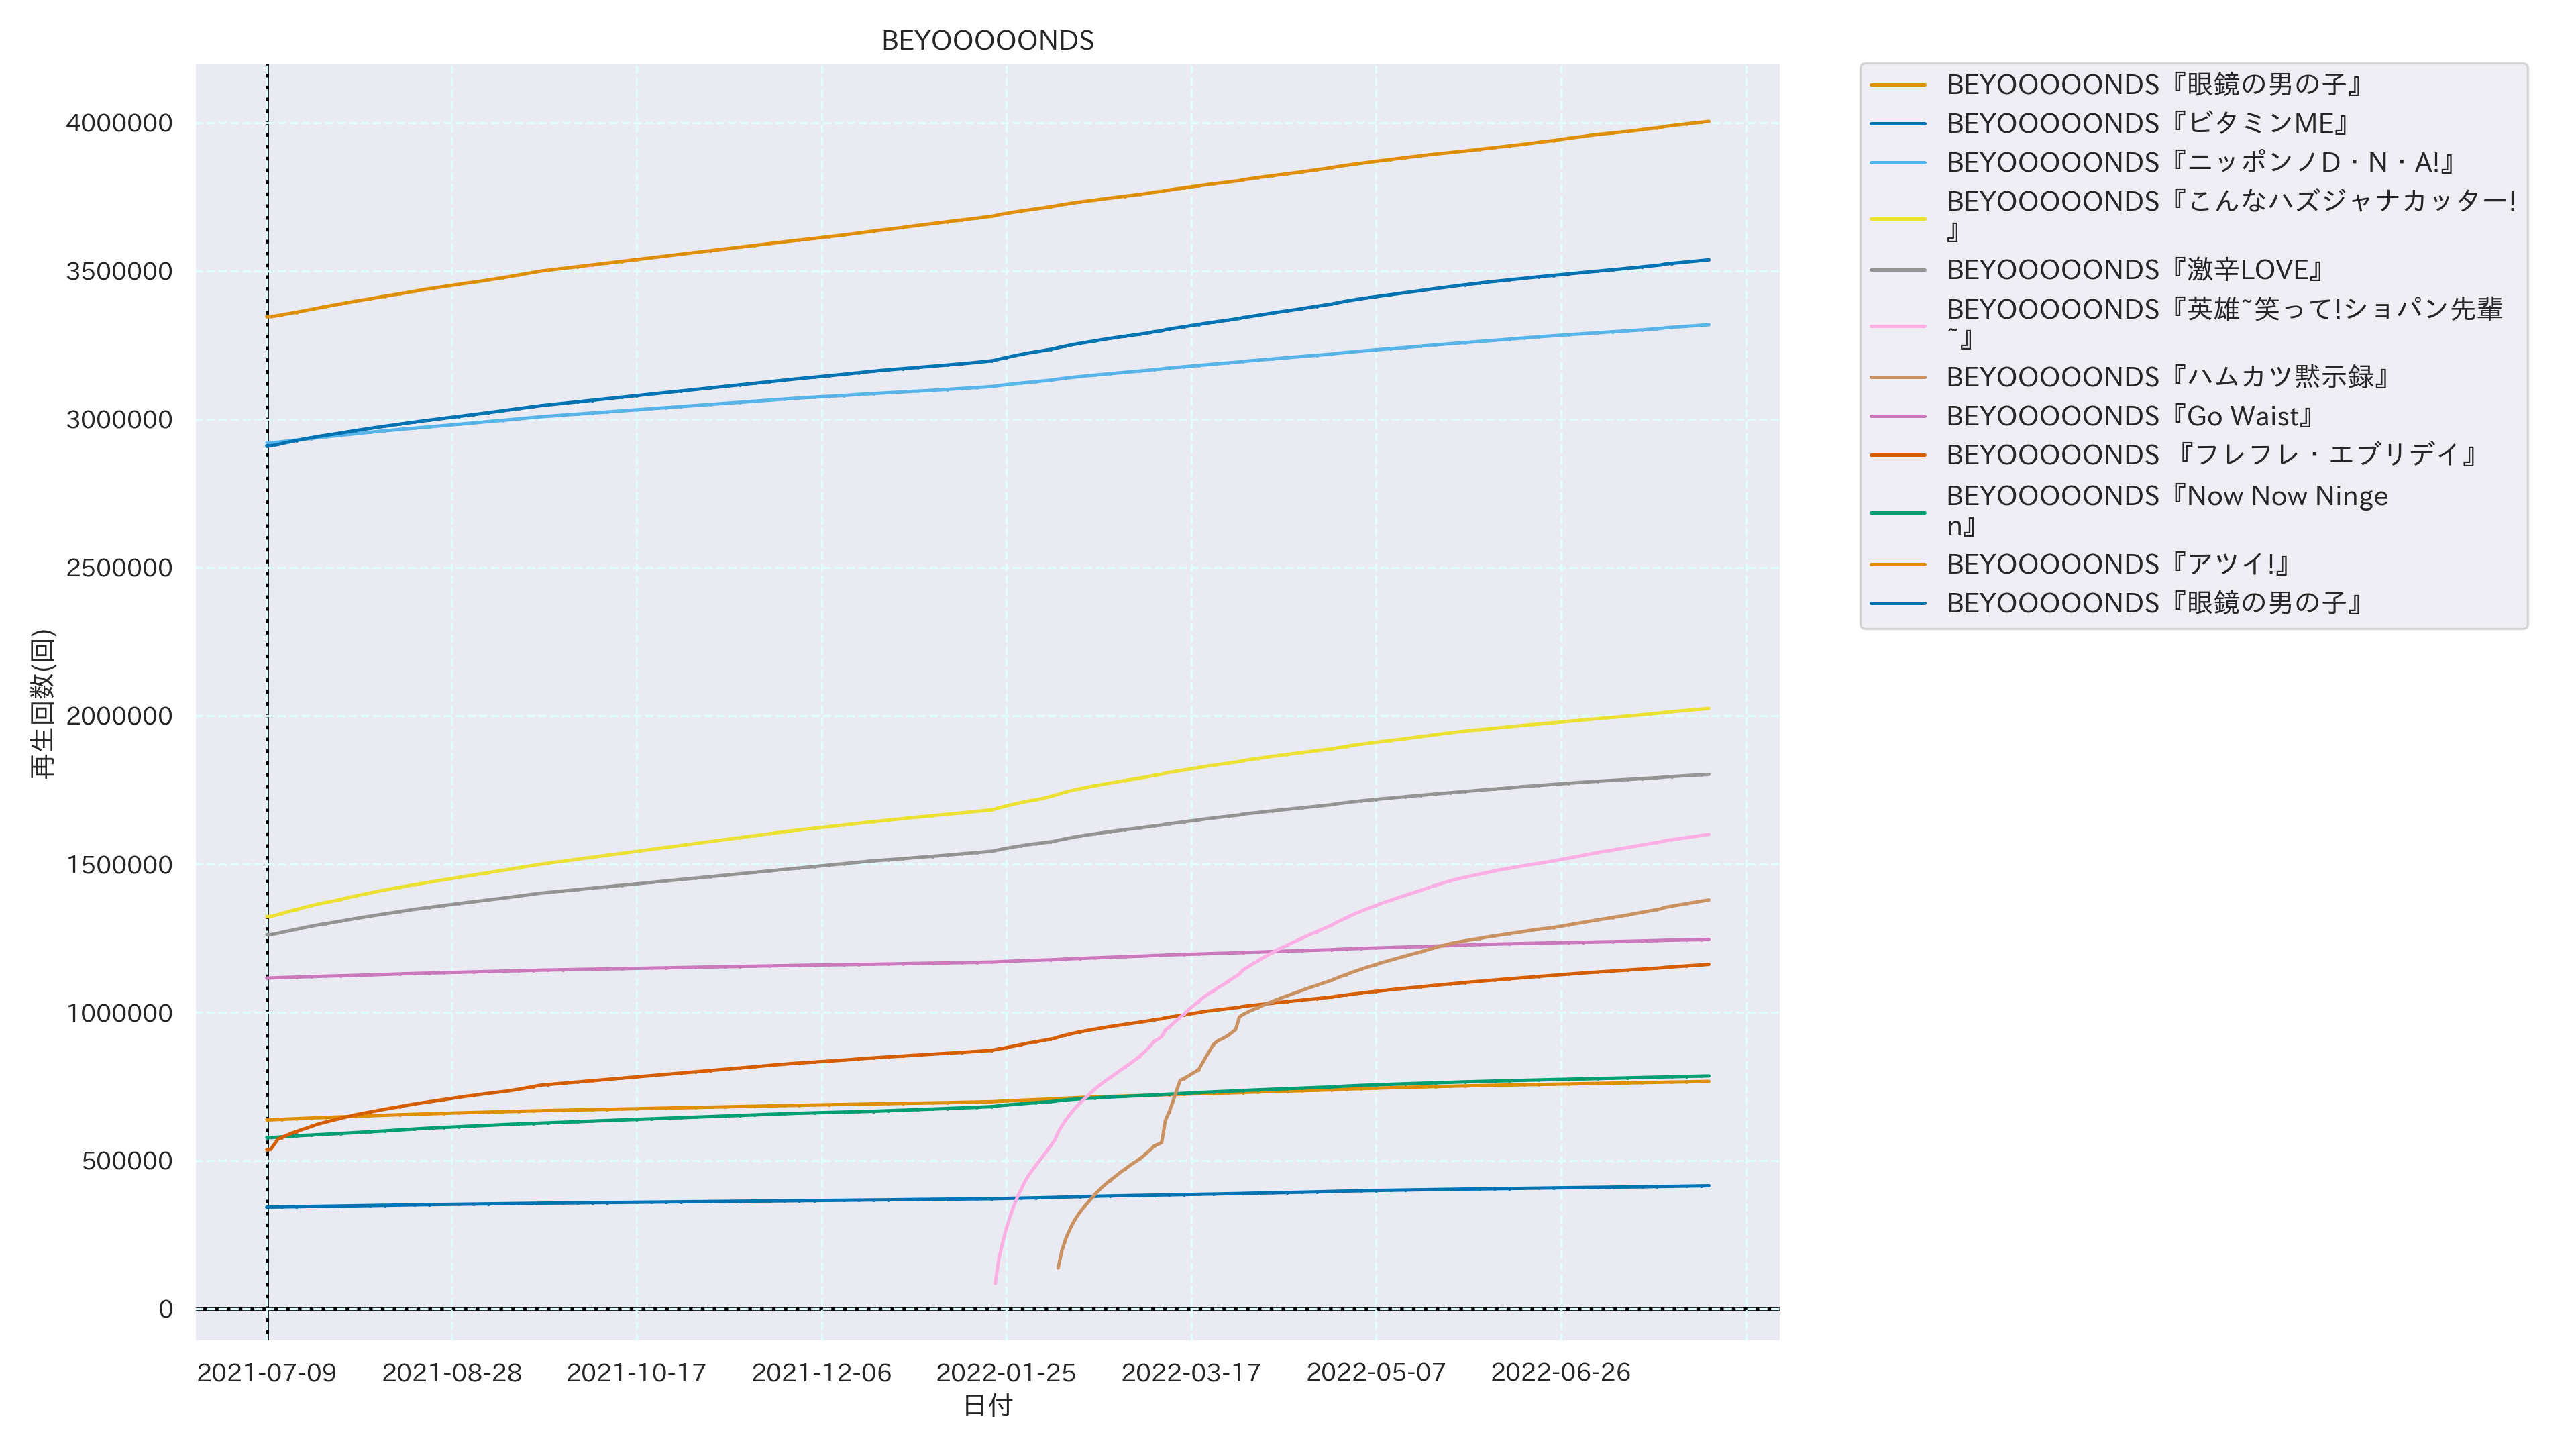 BEYOOOOONDS
4000000
3500000
3000000
2500000
2000000
1500000
1000000
500000
0
再生回数(回)
2021-07-09
2021-08-28
2021-10-17
2021-12-06
2022-01-25
2022-03-17
2022-05-07
2022-06-26
日付
BEYOOOOONDS『眼鏡の男の子』
BEYOOOOONDS『ビタミンME』
BEYOOOOONDS『ニッポンノD・N・A!』
BEYOOOOONDS『こんなハズジャナカッター!
』
BEYOOOOONDS『激辛LOVE』
BEYOOOOONDS『英雄~笑って!ショパン先輩
~』
BEYOOOOONDS『ハムカツ黙示録』
BEYOOOOONDS『Go Waist』
BEYOOOOONDS 『フレフレ・エブリデイ』
BEYOOOOONDS『Now Now Ninge
n』
BEYOOOOONDS『アツイ!』
BEYOOOOONDS『眼鏡の男の子』